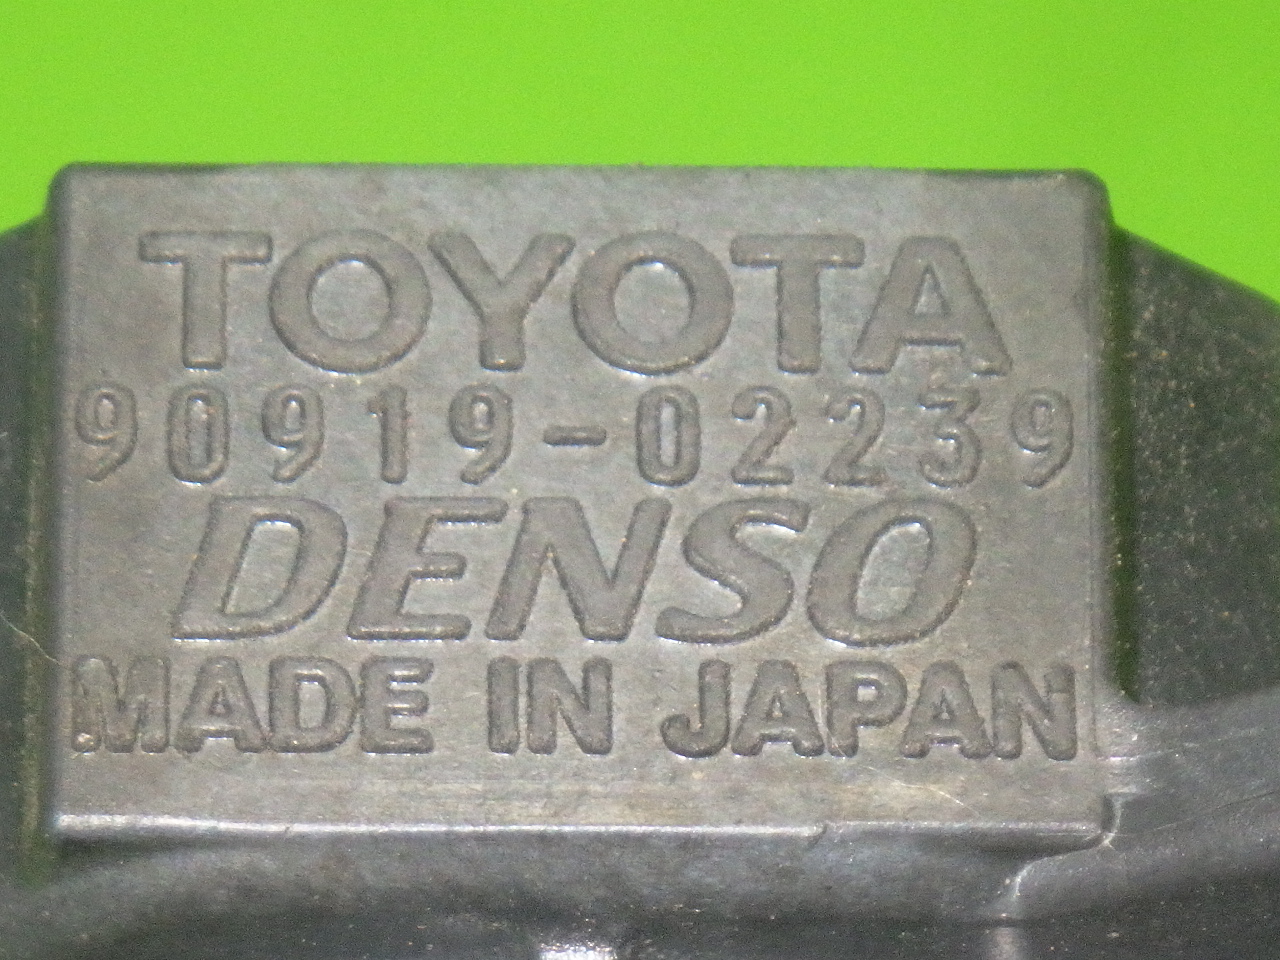 TOYOTA
90919-02239
DENSO
MADE IN JAPAN